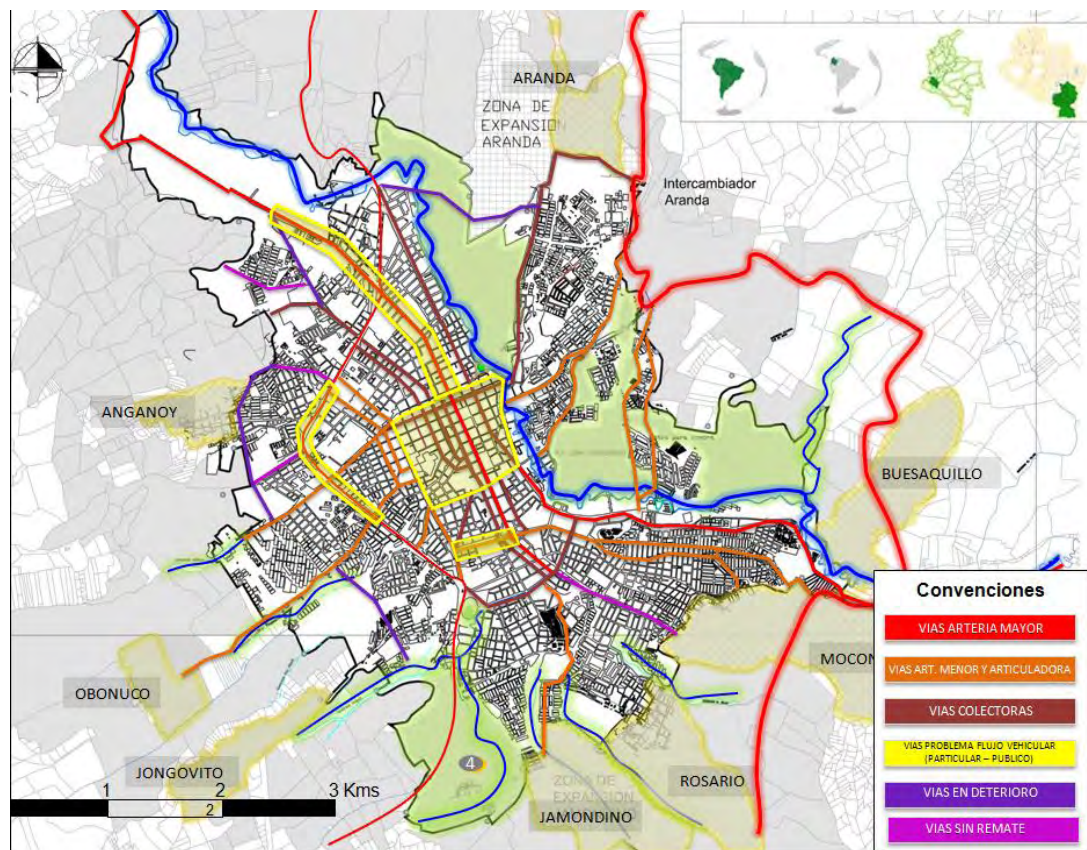 ARANDA
ZONA DE
EXPANSION
ARANDA
Intercambiador
Aranda
ANGANOY
BUESAQUILLO
OBONUCO
MOCON
JONGOVITO
ROSARIO
4
ZONA DE
EXPANSION
JAMONDINO
1
2
3 Kms
2
Convenciones
VIAS ARTERIA MAYOR
VIAS ART. MENOR Y ARTICULADORA
VIAS COLECTORAS
VIAS PROBLEMA FLUJO VEHICULAR
(PARTICULAR – PUBLICO)
VIAS EN DETERIORO
VIAS SIN REMATE